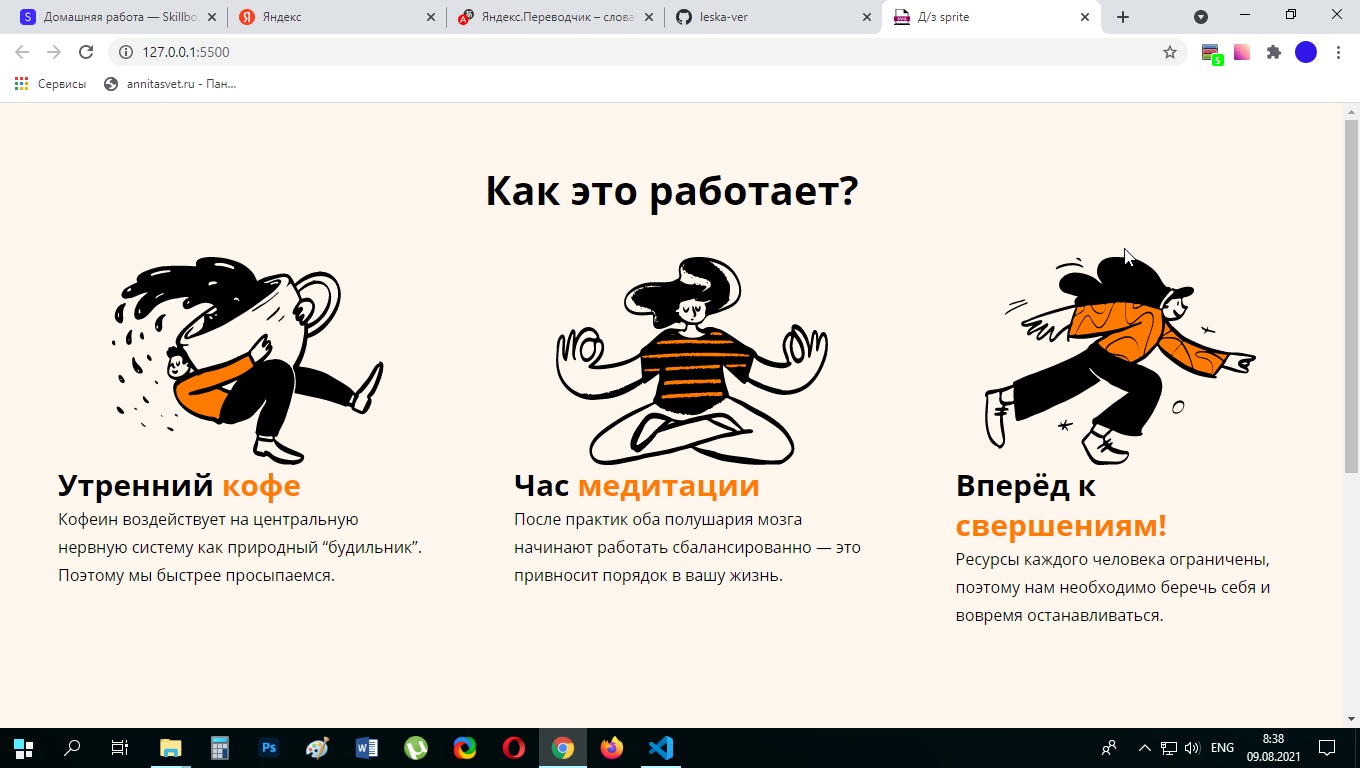 Домашняя работа — Skillbo
Яндекс
Яндекс.Переводчик – слова
leska-ver
Д/з sprite
127.0.0.1:5500
5
Сервисы
annitasvet.ru - Пан...
Как это работает?
Утренний кофе
Кофеин воздействует на центральную
нервную систему как природный “будильник”.
Поэтому мы быстрее просыпаемся.
Час медитации
После практик оба полушария мозга
начинают работать сбалансированно — это
привносит порядок в вашу жизнь.
Вперёд к
свершениям!
Ресурсы каждого человека ограничены,
поэтому нам необходимо беречь себя и
вовремя останавливаться.
ENG
8:38
09.08.2021